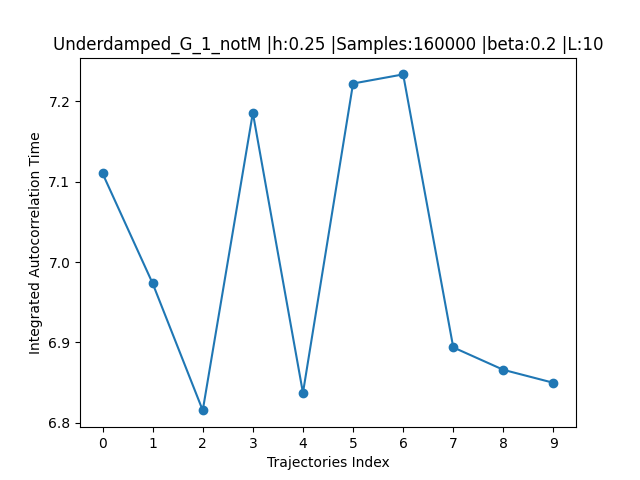 Underdamped_G_1_notM |h:0.25 |Samples:160000 |beta:0.2 |L:10
Integrated Autocorrelation Time
7.2
7.1
7.0
6.9
6.8
0 1 2 3 4 5 6 7 8 9
Trajectories Index